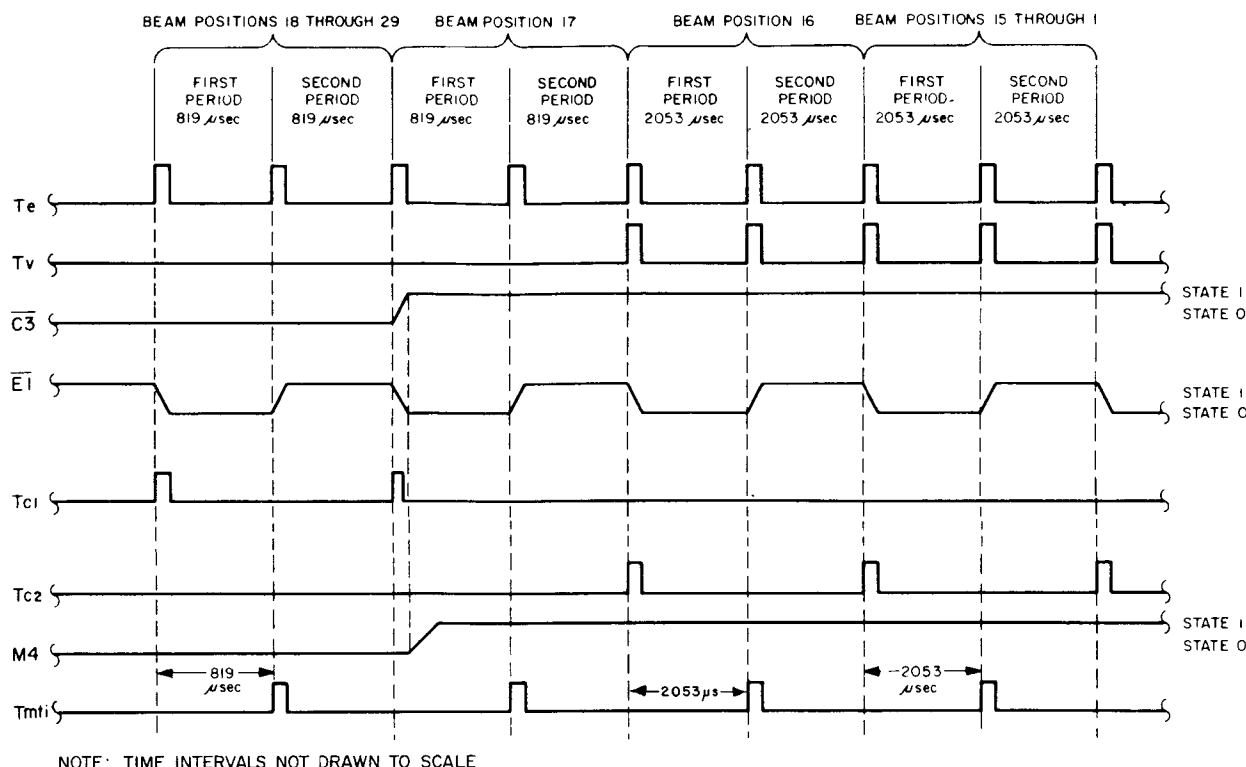 BEAM POSITIONS 18 THROUGH 29
BEAM POSITION 17
BEAM POSITION 16
BEAM POSITIONS 15 THROUGH 1
FIRST PERIOD 819 μsec
SECOND PERIOD 819 μsec
FIRST PERIOD 819 μsec
SECOND PERIOD 819 μsec
FIRST PERIOD 2053 μsec
SECOND PERIOD 2053 μsec
FIRST PERIOD 2053 μsec
SECOND PERIOD 2053 μsec
Te
Tv
C3
STATE 1
STATE 0
E1
STATE 1
STATE 0
Tc1
Tc2
M4
STATE 1
STATE 0
819 μsec
2053 μs
2053 μsec
Tmti
NOTE: TIME INTERVALS NOT DRAWN TO SCALE